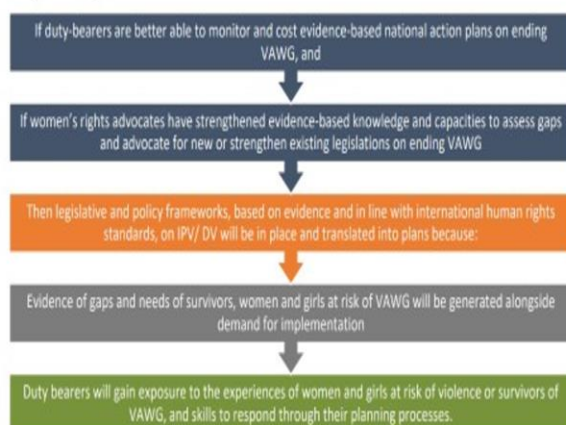 If duty-bearers are better able to monitor and cost evidence-based national action plans on ending
VAWG, and
If women's rights advocates have strengthened evidence-based knowledge and capacities to assess gaps
and advocate for new or strengthen existing legislations on ending VAWG
Then legislative and policy frameworks, based on evidence and in line with international human rights
standards, on IPV/ DV will be in place and translated into plans because:
Evidence of gaps and needs of survivors, women and girls at risk of VAWG will be generated alongside
demand for implementation
Duty bearers will gain exposure to the experiences of women and girls at risk of violence or survivors of
VAWG, and skills to respond through their planning processes.